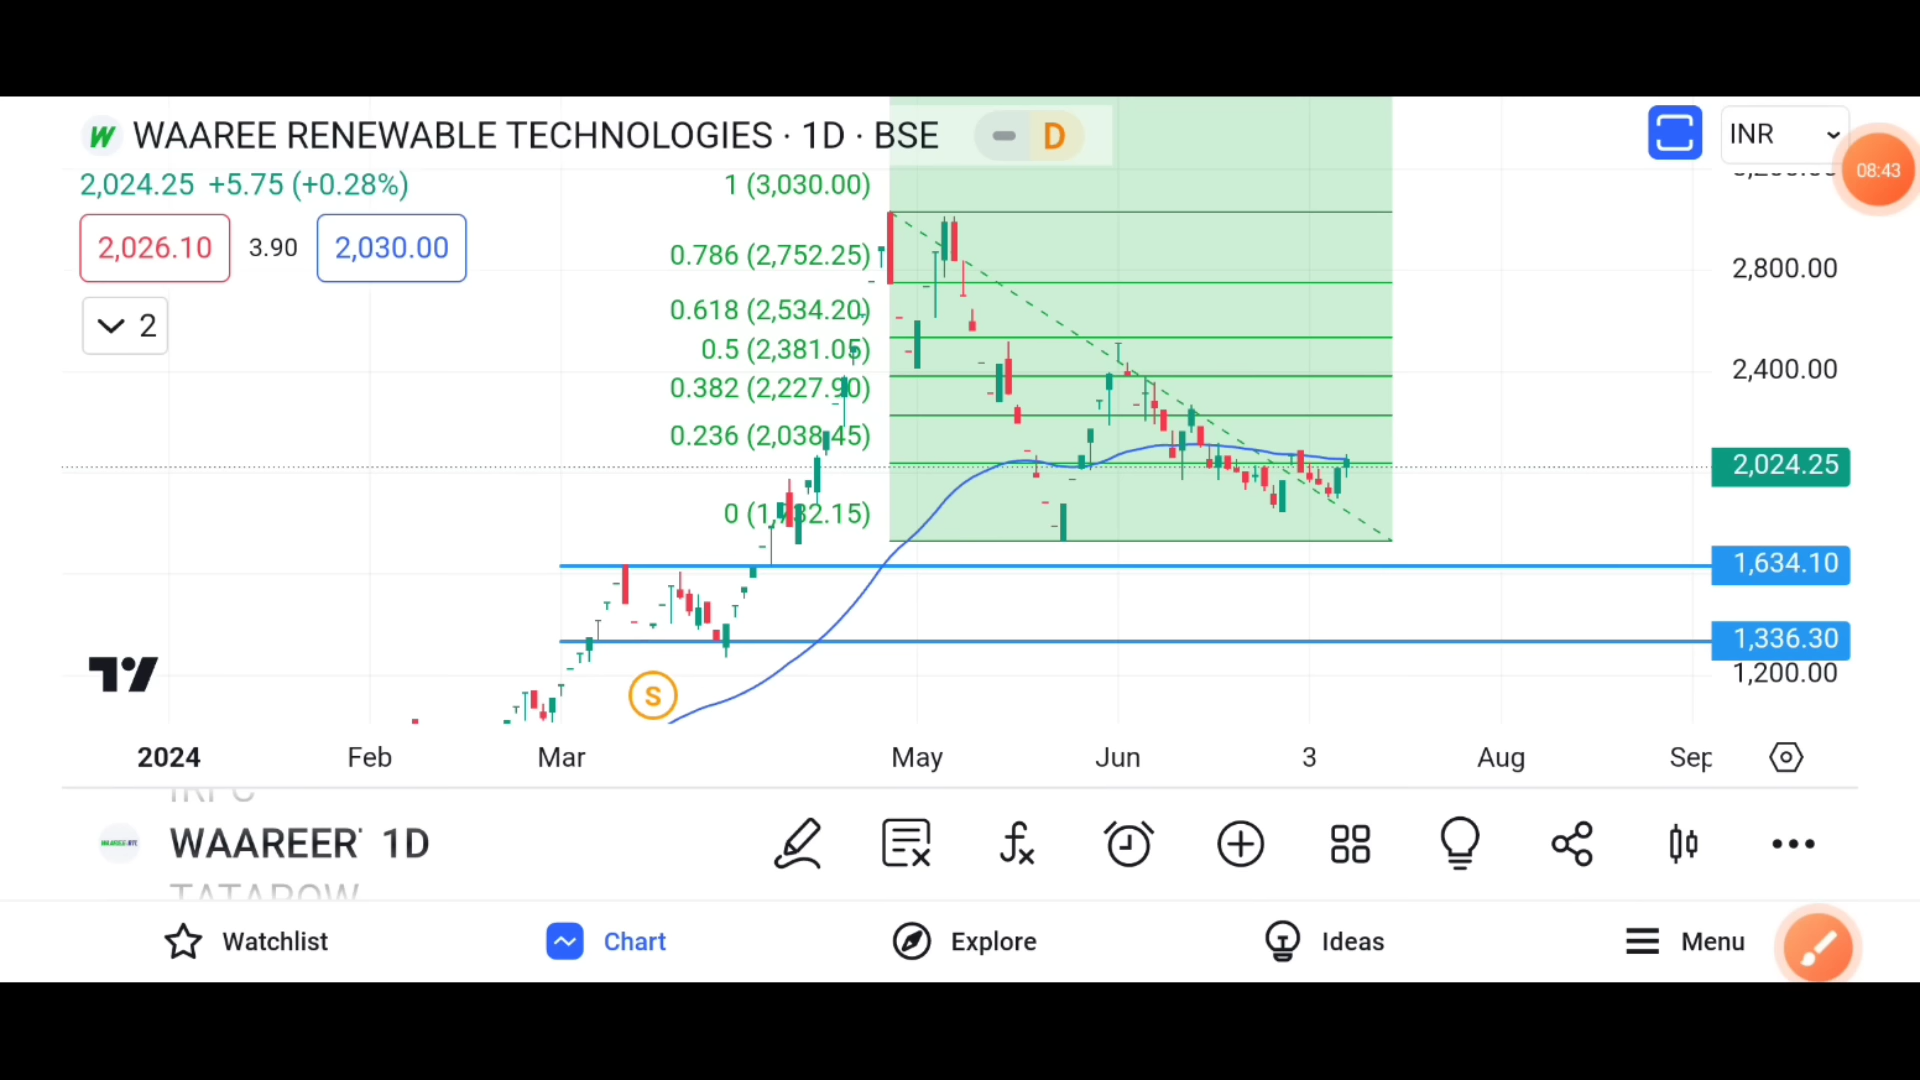 WAAREE RENEWABLE TECHNOLOGIES · 1D · BSE
D
INR
08:43
2,024.25 +5.75 (+0.28%)
2,026.10
3.90
2,030.00
2
1 (3,030.00)
0.786 (2,752.25)
0.618 (2,534.20)
0.5 (2,381.05)
0.382 (2,227.90)
0.236 (2,038.45)
0 (1,732.15)
2,800.00
2,400.00
2,024.25
1,634.10
1,336.30
1,200.00
S
2024 Feb Mar May Jun 3 Aug Sep
WAAREER 1D
Watchlist
Chart
Explore
Ideas
Menu